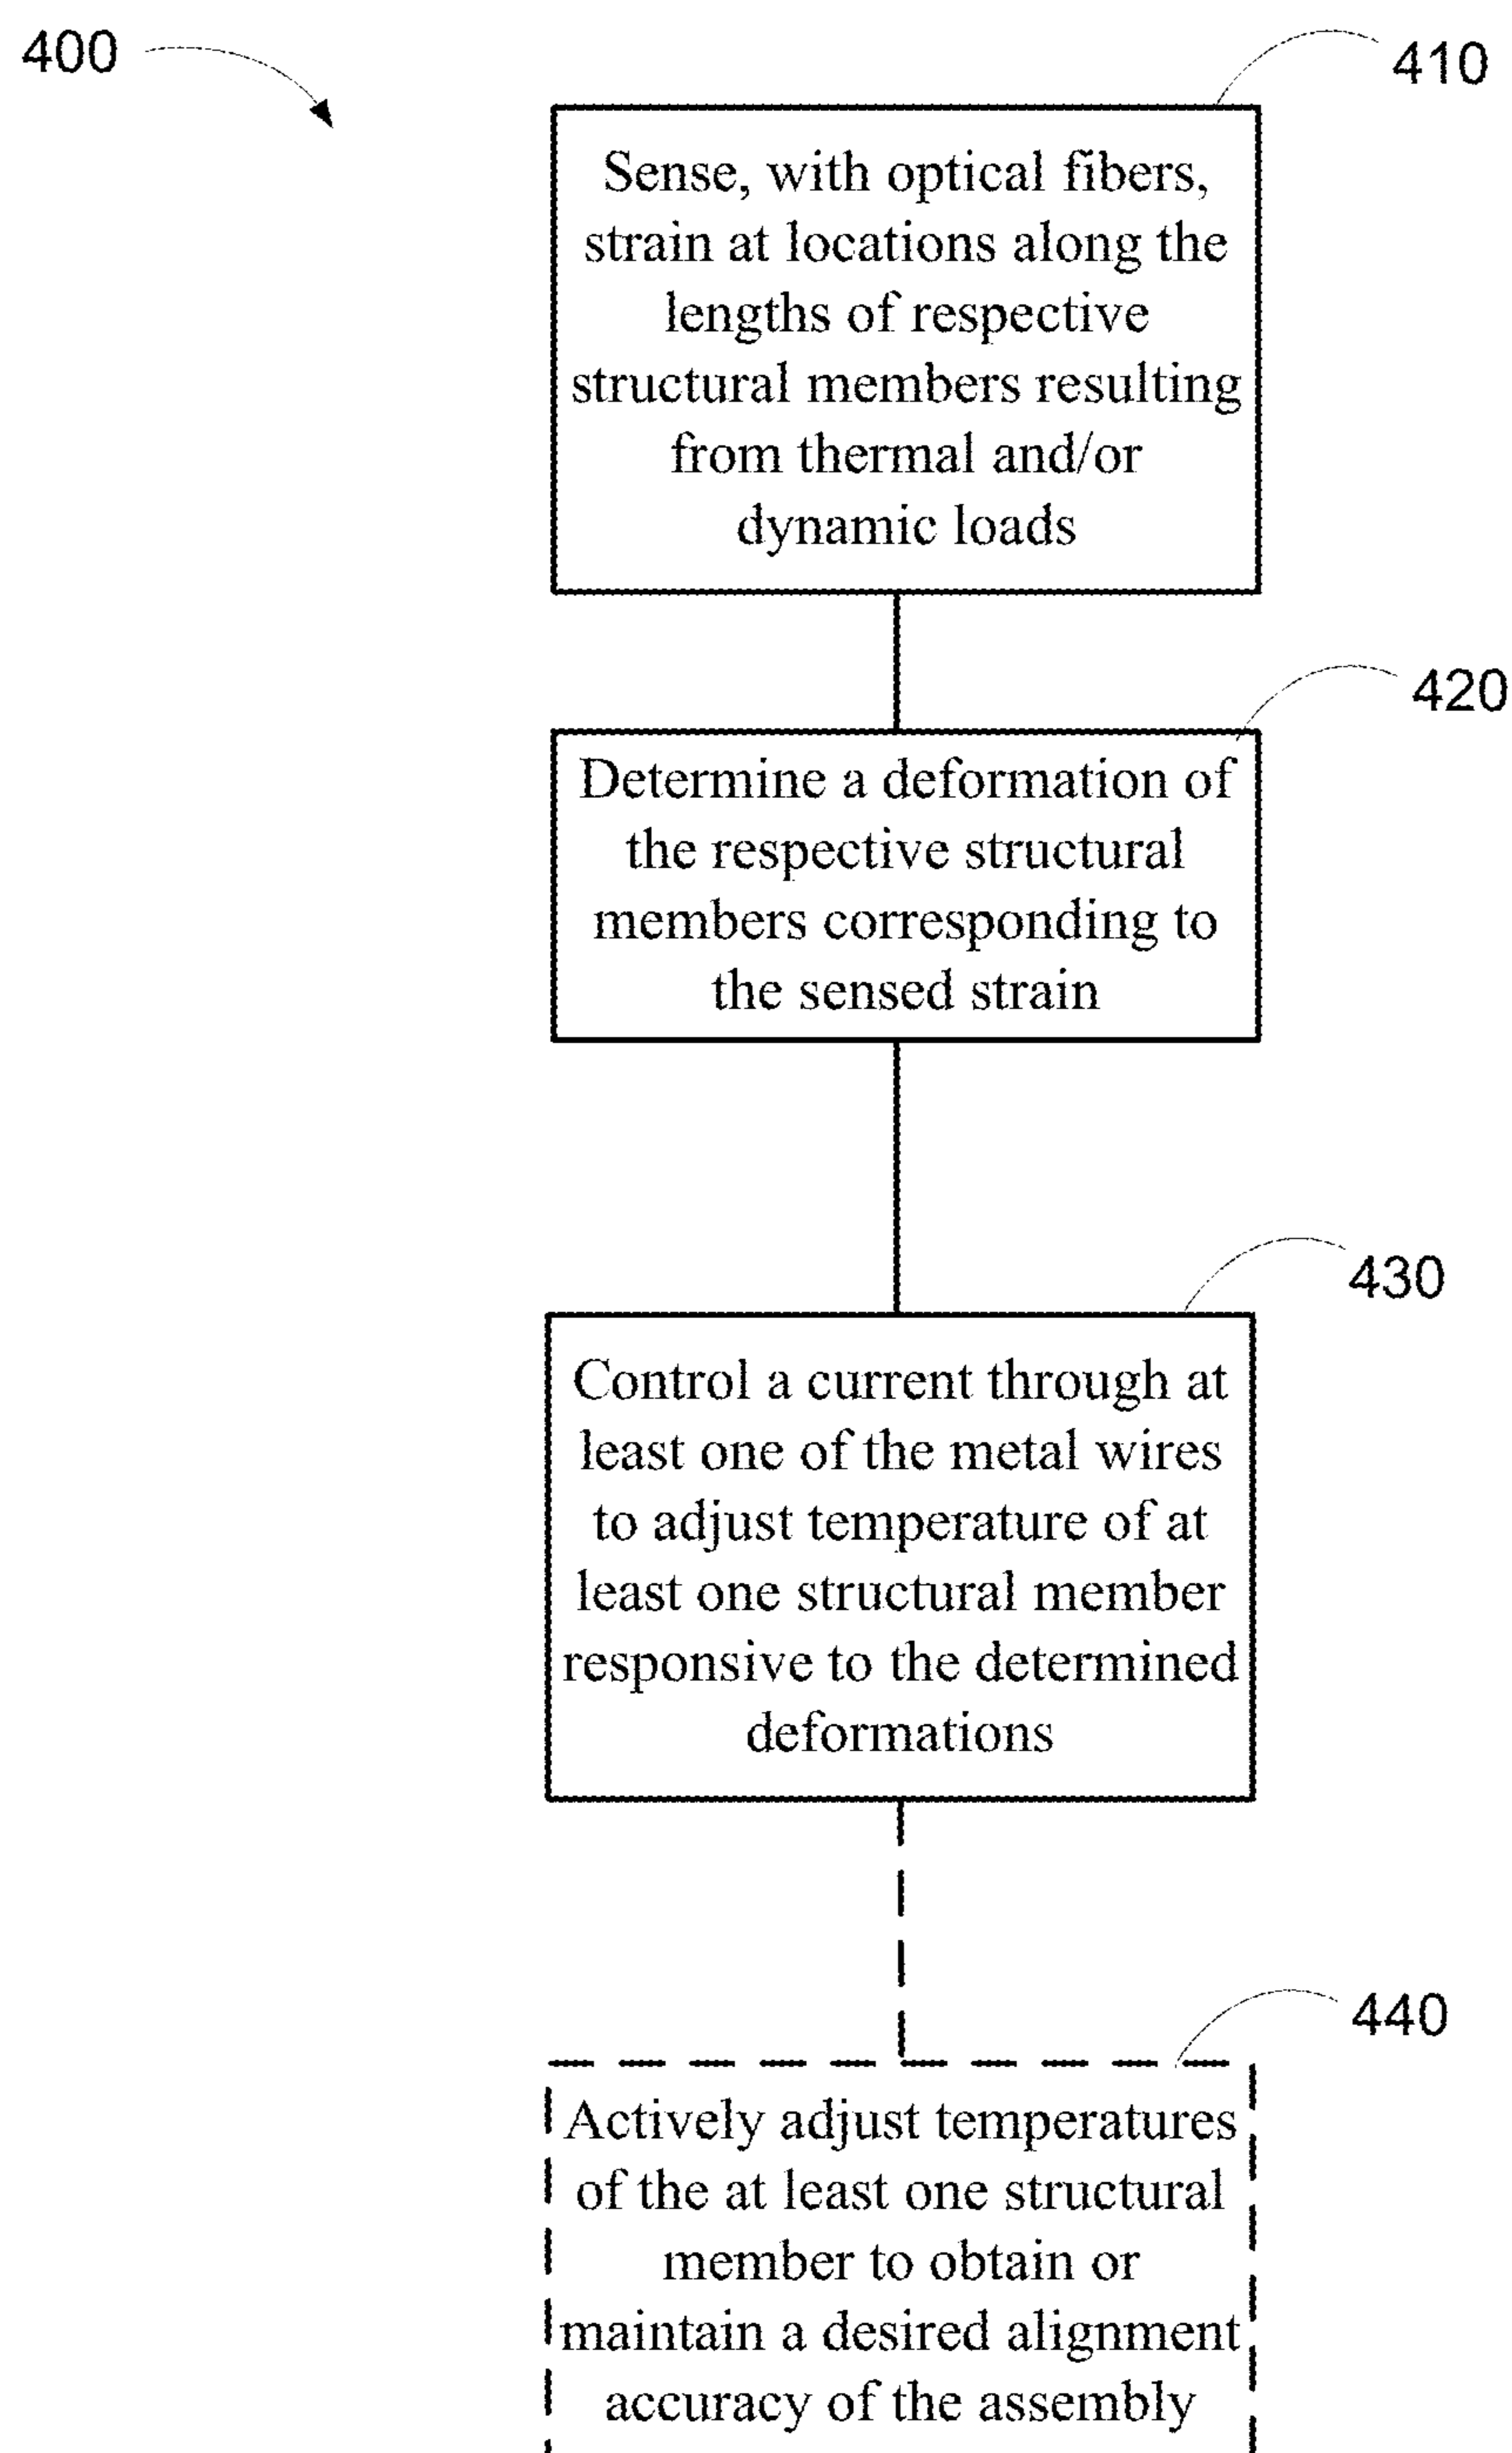 400
410
Sense, with optical fibers,
strain at locations along the
lengths of respective
structural members resulting
from thermal and/or
dynamic loads
420
Determine a deformation of
the respective structural
members corresponding to
the sensed strain
430
Control a current through at
least one of the metal wires
to adjust temperature of at
least one structural member
responsive to the determined
deformations
440
Actively adjust temperatures
of the at least one structural
member to obtain or
maintain a desired alignment
accuracy of the assembly